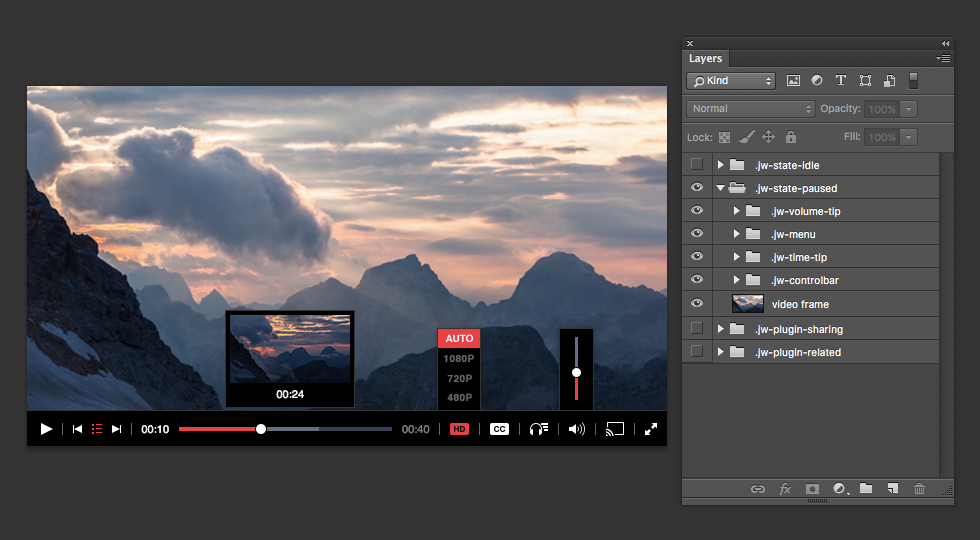 AUTO
1080P
720P
480P
00:24
00:10
00:40
HD
CC
Layers
Kind
Normal
Opacity: 100%
Lock:
Fill: 100%
.jw-state-idle
.jw-state-paused
.jw-volume-tip
.jw-menu
.jw-time-tip
.jw-controlbar
video frame
.jw-plugin-sharing
.jw-plugin-related
fx